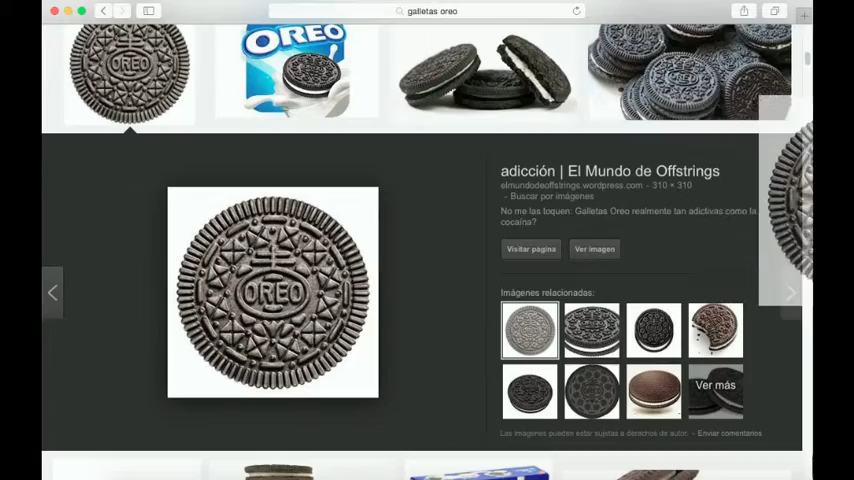 galletas oreo
OREO
OREO
adicción | El Mundo de Offstrings
elmundodeoffstrings.wordpress.com - 310 × 310
- Buscar por imágenes
No me las toquen: Galletas Oreo realmente tan adictivas como la
cocaína?
Visitar página
Ver imagen
OREO
Imágenes relacionadas:
Ver más
Las imágenes pueden estar sujetas a derechos de autor. - Enviar comentarios